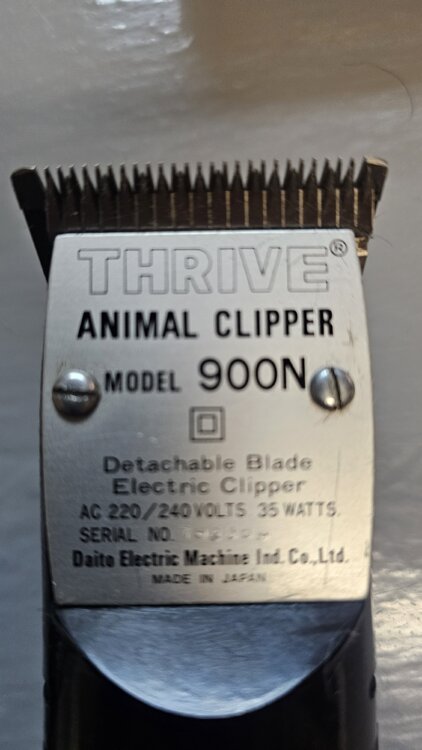 THRIVE®
ANIMAL CLIPPER
MODEL 900N
Detachable Blade
Electric Clipper
AC 220/240 VOLTS 35 WATTS.
SERIAL NO.
Daito Electric Machine Ind. Co., Ltd.
MADE IN JAPAN